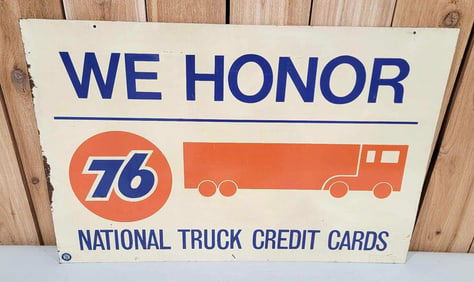 WE HONOR
76
NATIONAL TRUCK CREDIT CARDS